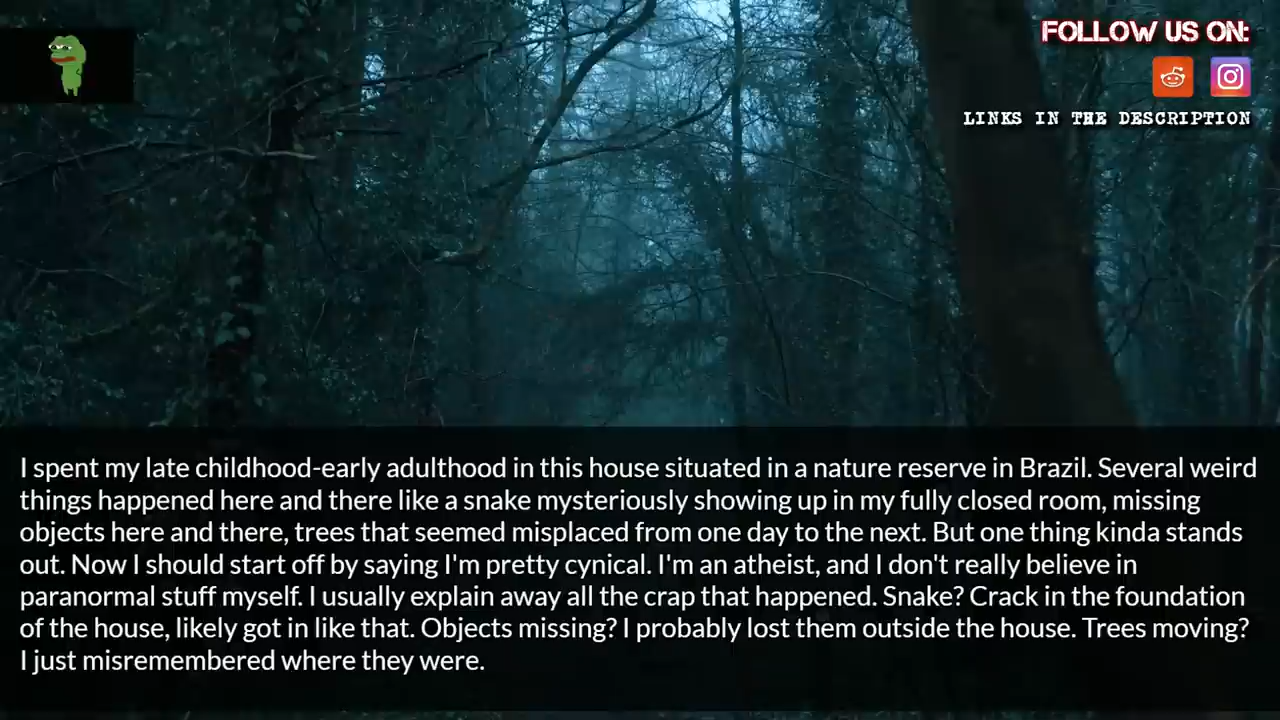 FOLLOW US ON:
LINKS IN THE DESCRIPTION
I spent my late childhood-early adulthood in this house situated in a nature reserve in Brazil. Several weird
things happened here and there like a snake mysteriously showing up in my fully closed room, missing
objects here and there, trees that seemed misplaced from one day to the next. But one thing kinda stands
out. Now I should start off by saying I'm pretty cynical. I'm an atheist, and I don't really believe in
paranormal stuff myself. I usually explain away all the crap that happened. Snake? Crack in the foundation
of the house, likely got in like that. Objects missing? I probably lost them outside the house. Trees moving?
I just misremembered where they were.